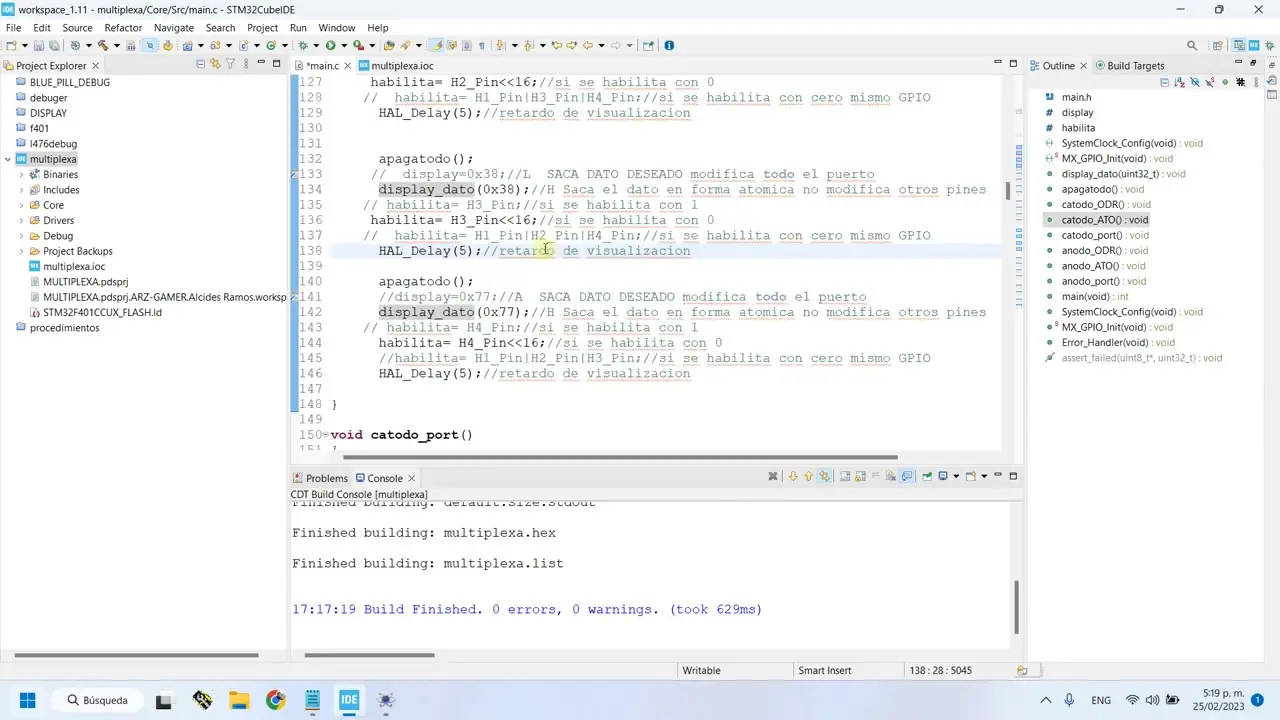 workspace_1.11 - multiplexa/Core/Src/main.c - STM32CubeIDE
File Edit Source Refactor Navigate Search Project Run Window Help
Project Explorer
BLUE_PILL_DEBUG
debuger
DISPLAY
f401
l476debug
multiplexa
Binaries
Includes
Core
Drivers
Debug
Project Backups
multiplexa.ioc
MULTIPLEXA.pdsprj
MULTIPLEXA.pdsprj.ARZ-GAMER.Alcides Ramos.worksp
STM32F401CCUX_FLASH.ld
procedimientos
*main.c multiplexa.ioc
127 habilita= H2_Pin<<16;//si se habilita con 0
128 // habilita= H1_Pin|H3_Pin|H4_Pin;//si se habilita con cero mismo GPIO
129 HAL_Delay(5);//retardo de visualizacion
130
131
132 apagatodo();
133 // display=0x38;//L SACA DATO DESEADO modifica todo el puerto
134 display_dato(0x38);//H Saca el dato en forma atomica no modifica otros pines
135 // habilita= H3_Pin;//si se habilita con 1
136 habilita= H3_Pin<<16;//si se habilita con 0
137 // habilita= H1_Pin|H2_Pin|H4_Pin;//si se habilita con cero mismo GPIO
138 HAL_Delay(5);//retardo de visualizacion
139
140 apagatodo();
141 //display=0x77;//A SACA DATO DESEADO modifica todo el puerto
142 display_dato(0x77);//H Saca el dato en forma atomica no modifica otros pines
143 // habilita= H4_Pin;//si se habilita con 1
144 habilita= H4_Pin<<16;//si se habilita con 0
145 //habilita= H1_Pin|H2_Pin|H3_Pin;//si se habilita con cero mismo GPIO
146 HAL_Delay(5);//retardo de visualizacion
147
148 }
149
150 void catodo_port()
151 {
Problems Console
CDT Build Console [multiplexa]
Finished building: default.size.stdout
Finished building: multiplexa.hex
Finished building: multiplexa.list
17:17:19 Build Finished. 0 errors, 0 warnings. (took 629ms)
Outline Build Targets
main.h
display
habilita
SystemClock_Config(void) : void
MX_GPIO_Init(void) : void
display_dato(uint32_t) : void
apagatodo() : void
catodo_ODR() : void
catodo_ATO() : void
catodo_port() : void
anodo_ODR() : void
anodo_ATO() : void
anodo_port() : void
main(void) : int
SystemClock_Config(void) : void
MX_GPIO_Init(void) : void
Error_Handler(void) : void
assert_failed(uint8_t*, uint32_t) : void
Writable Smart Insert 138 : 28 : 5045
Búsqueda
IDE
ENG
5:19 p. m.
25/02/2023
1